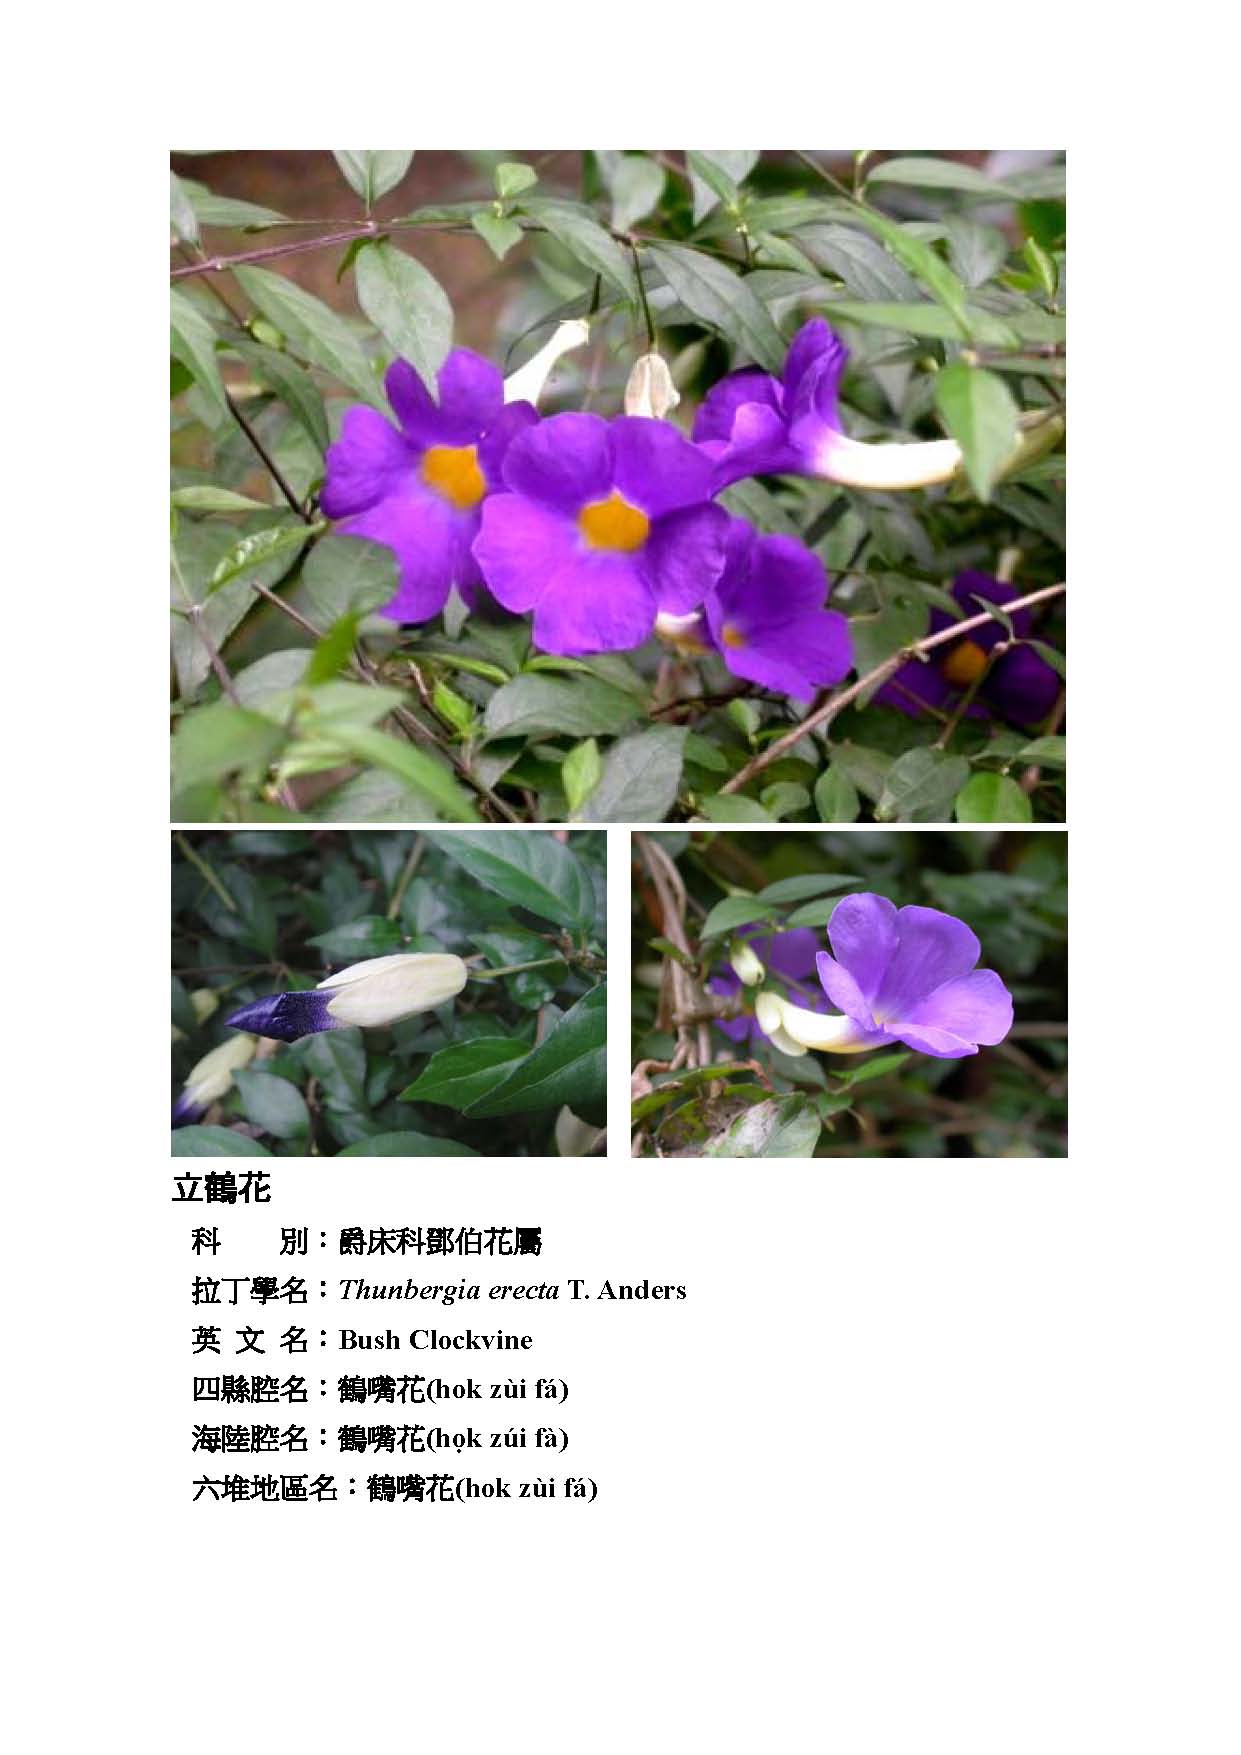 立鶴花
科　　別：爵床科鄧伯花屬
拉丁學名：Thunbergia erecta T. Anders
英 文 名：Bush Clockvine
四縣腔名：鶴嘴花(hok zùi fá)
海陸腔名：鶴嘴花(họk zúi fà)
六堆地區名：鶴嘴花(hok zùi fá)